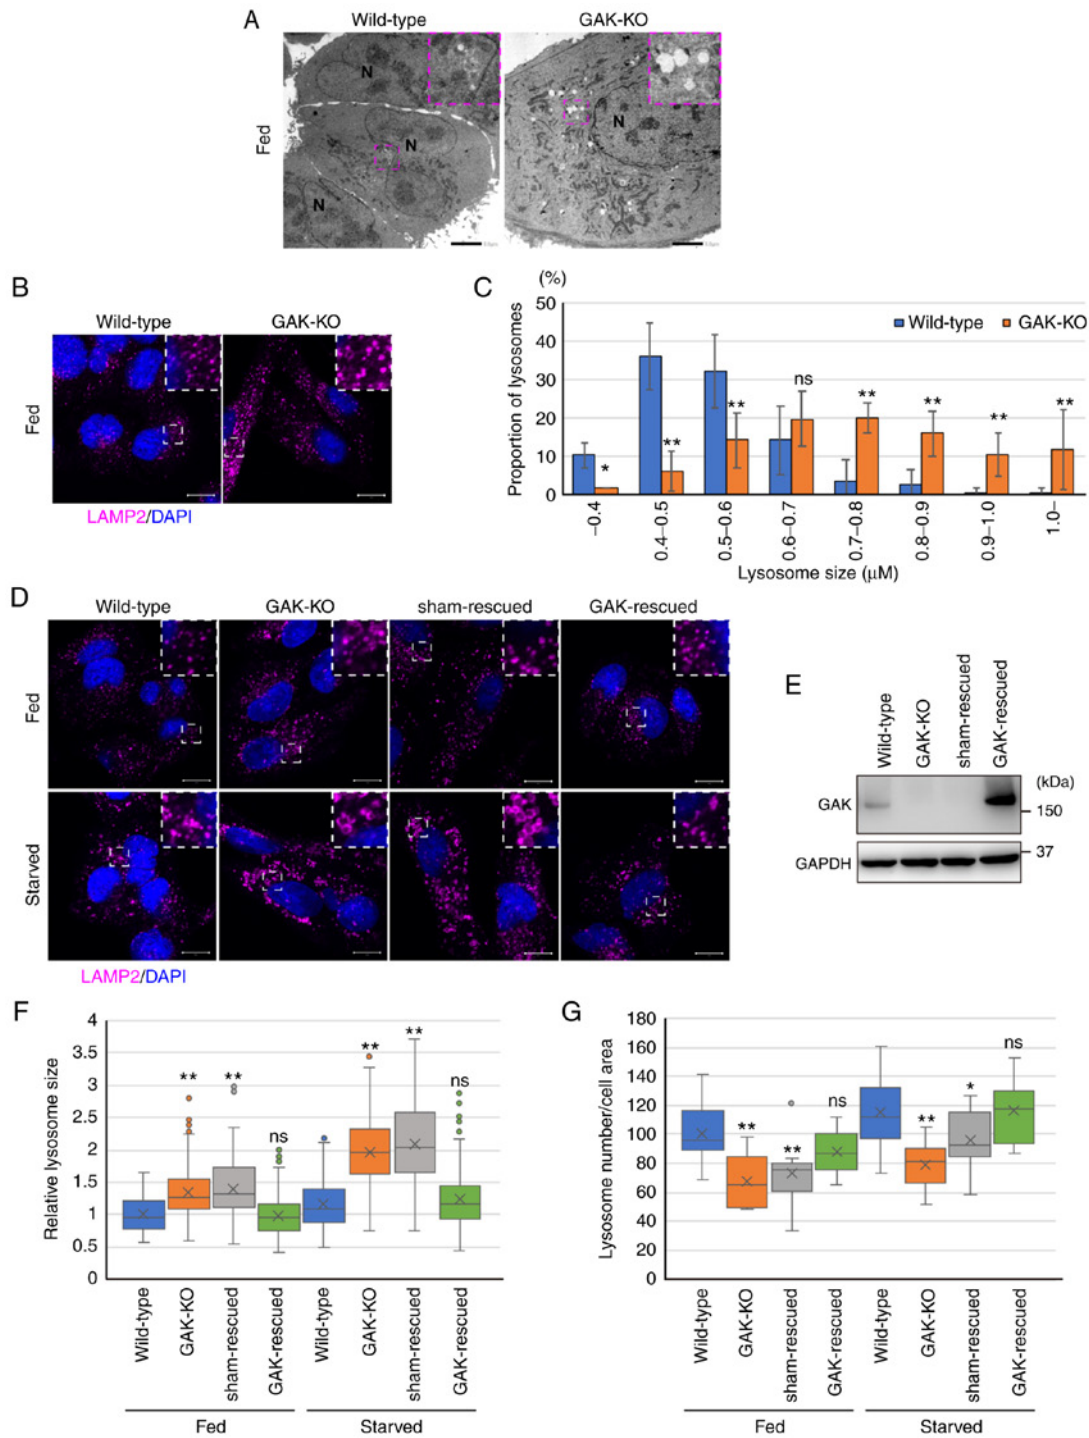 A
Wild-type
GAK-KO
Fed
N
N
N
N
B
Wild-type
GAK-KO
Fed
LAMP2/DAPI
C
(%)
Proportion of lysosomes
50
40
30
20
10
0
Wild-type
GAK-KO
*
**
**
ns
**
**
**
**
–0.4
0.4–0.5
0.5–0.6
0.6–0.7
0.7–0.8
0.8–0.9
0.9–1.0
1.0–
Lysosome size (μM)
D
Wild-type
GAK-KO
sham-rescued
GAK-rescued
Fed
Starved
LAMP2/DAPI
E
Wild-type
GAK-KO
sham-rescued
GAK-rescued
(kDa)
GAK
150
GAPDH
37
F
Relative lysosome size
4
3.5
3
2.5
2
1.5
1
0.5
0
**
**
ns
**
**
ns
Wild-type
GAK-KO
sham-rescued
GAK-rescued
Wild-type
GAK-KO
sham-rescued
GAK-rescued
Fed
Starved
G
Lysosome number/cell area
180
160
140
120
100
80
60
40
20
0
**
**
ns
**
*
ns
Wild-type
GAK-KO
sham-rescued
GAK-rescued
Wild-type
GAK-KO
sham-rescued
GAK-rescued
Fed
Starved